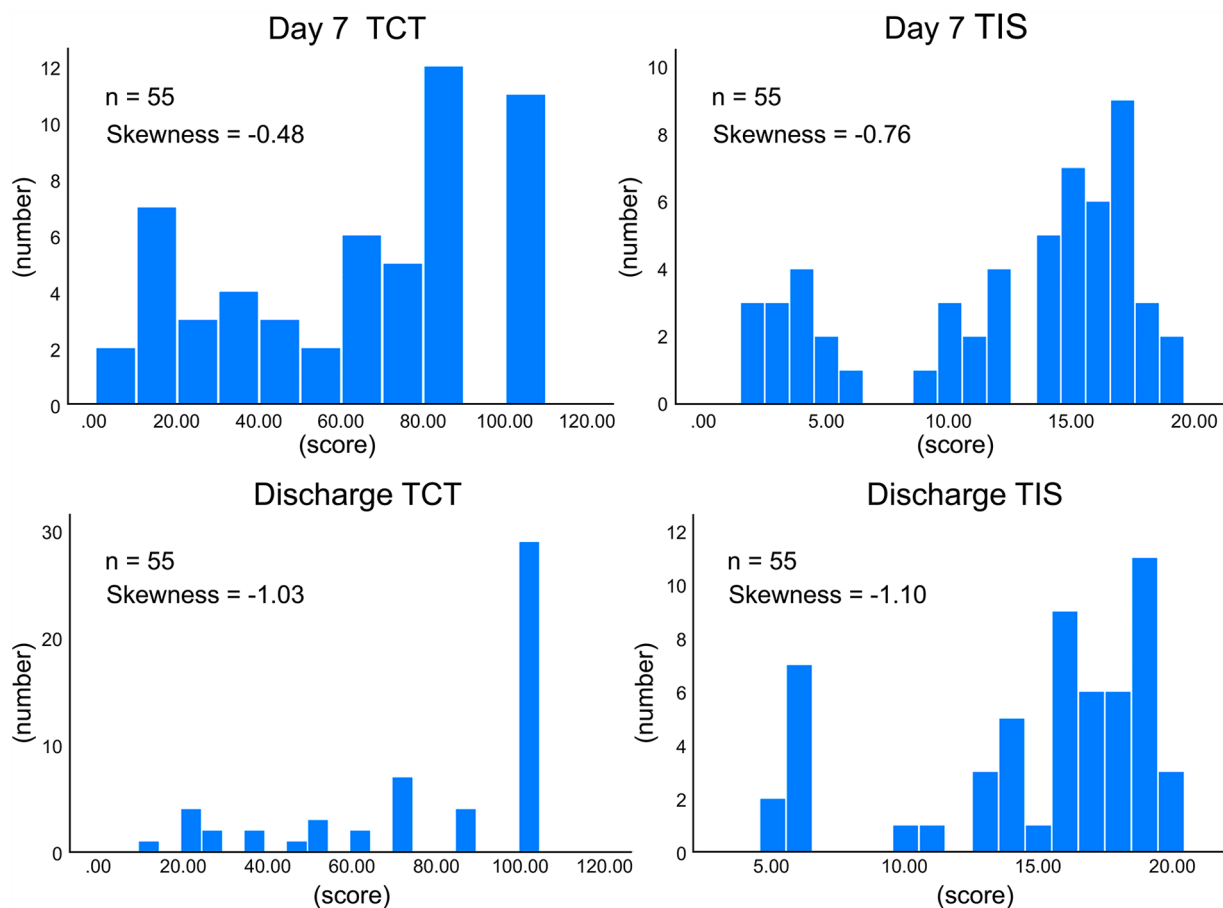 Day 7 TCT
12
10
8
6
4
2
0
(number)
n = 55
Skewness = -0.48
.00 20.00 40.00 60.00 80.00 100.00 120.00
(score)
Day 7 TIS
10
8
6
4
2
0
(number)
n = 55
Skewness = -0.76
.00 5.00 10.00 15.00 20.00
(score)
Discharge TCT
30
20
10
0
(number)
n = 55
Skewness = -1.03
.00 20.00 40.00 60.00 80.00 100.00 120.00
(score)
Discharge TIS
12
10
8
6
4
2
0
(number)
n = 55
Skewness = -1.10
5.00 10.00 15.00 20.00
(score)